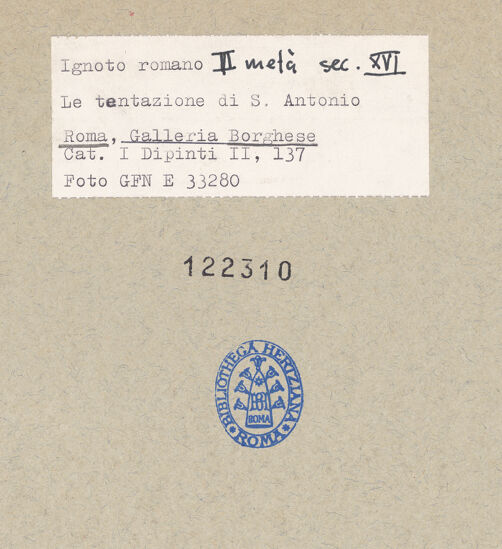 Ignoto romano II metà sec. XVI
Le tentazione di S. Antonio
Roma, Galleria Borghese
Cat. I Dipinti II, 137
Foto GFN E 33280
122310
BIBLIOTHECA HERTZIANA
ROMA
ROMA